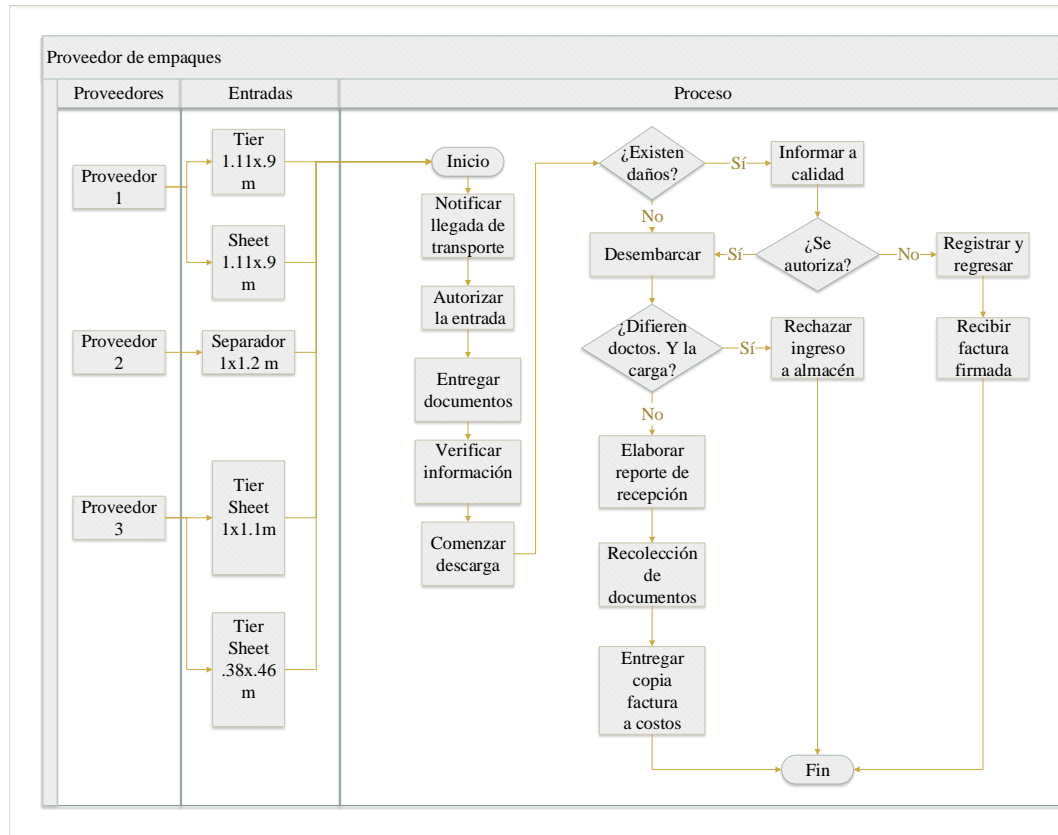 Proveedor de empaques
Proveedores
Entradas
Proceso
Proveedor
1
Proveedor
2
Proveedor
3
Tier
1.11x.9
m
Sheet
1.11x.9
m
Separador
1x1.2 m
Tier
Sheet
1x1.1m
Tier
Sheet
.38x.46
m
Inicio
Notificar
llegada de
transporte
Autorizar
la entrada
Entregar
documentos
Verificar
información
Comenzar
descarga
¿Existen
daños?
Sí
No
Informar a
calidad
¿Se
autoriza?
Sí
No
Registrar y
regresar
Recibir
factura
firmada
Desembarcar
¿Difieren
doctos. Y la
carga?
Sí
No
Rechazar
ingreso
a almacén
Elaborar
reporte de
recepción
Recolección
de
documentos
Entregar
copia
factura
a costos
Fin